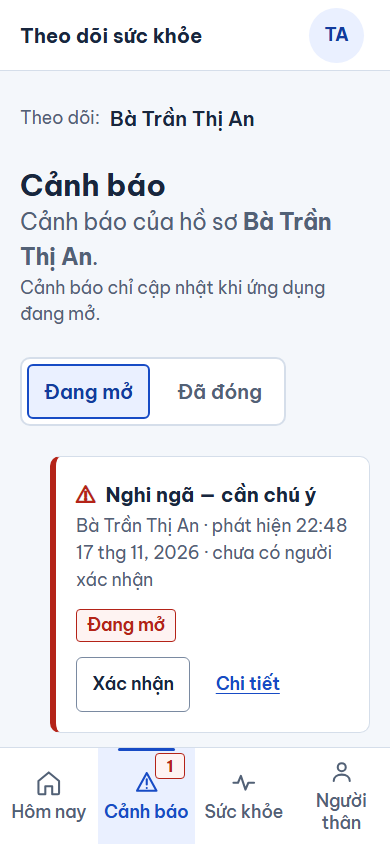 Theo dõi sức khỏe
TA
Theo dõi: Bà Trần Thị An
Cảnh báo
Cảnh báo của hồ sơ Bà Trần
Thị An.
Cảnh báo chỉ cập nhật khi ứng dụng
đang mở.
Đang mở
Đã đóng
Nghi ngã — cần chú ý
Bà Trần Thị An · phát hiện 22:48
17 thg 11, 2026 · chưa có người
xác nhận
Đang mở
Xác nhận
Chi tiết
1
Hôm nay
Cảnh báo
Sức khỏe
Người
thân